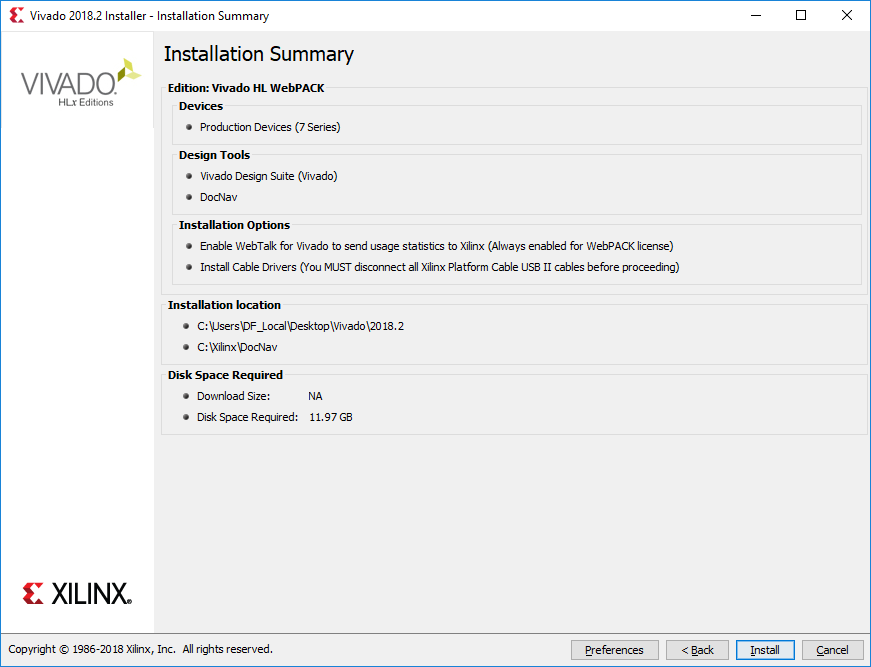 Vivado 2018.2 Installer - Installation Summary
VIVADO.
HLx Editions
Installation Summary
Edition: Vivado HL WebPACK
Devices
Production Devices (7 Series)
Design Tools
Vivado Design Suite (Vivado)
DocNav
Installation Options
Enable WebTalk for Vivado to send usage statistics to Xilinx (Always enabled for WebPACK license)
Install Cable Drivers (You MUST disconnect all Xilinx Platform Cable USB II cables before proceeding)
Installation location
C:\Users\DF_Local\Desktop\Vivado\2018.2
C:\Xilinx\DocNav
Disk Space Required
Download Size: NA
Disk Space Required: 11.97 GB
XILINX®
Copyright © 1986-2018 Xilinx, Inc. All rights reserved.
Preferences < Back Install Cancel